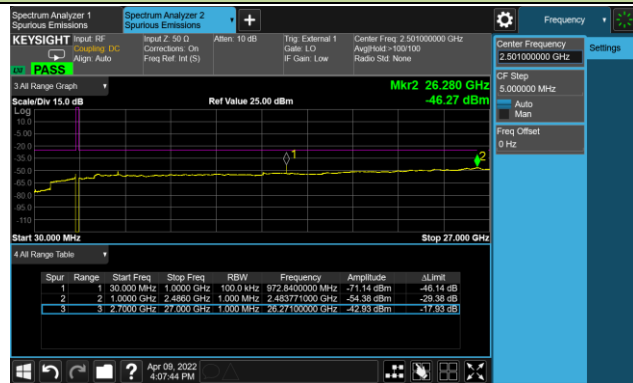 Spectrum Analyzer 1
Spurious Emissions
Spectrum Analyzer 2
Spurious Emissions
Frequency
KEYSIGHT
Input: RF
Coupling: DC
Align: Auto
Input Z: 50 Ω
Corrections: On
Freq Ref: Int (S)
Atten: 10 dB
Trig: External 1
Gate: LO
IF Gain: Low
Center Freq: 2.501000000 GHz
Avg|Hold:>100/100
Radio Std: None
PASS
Center Frequency
2.501000000 GHz
Settings
CF Step
5.000000 MHz
Auto
Man
Freq Offset
0 Hz
3 All Range Graph
Mkr2 26.280 GHz
Scale/Div 15.0 dB
Ref Value 25.00 dBm
-46.27 dBm
Log
10.0
-5.00
-20.0
-35.0
-50.0
-65.0
-80.0
-95.0
-110
1
2
Start 30.000 MHz
Stop 27.000 GHz
4 All Range Table
Spur Range Start Freq Stop Freq RBW Frequency Amplitude ΔLimit
1 1 30.000 MHz 1.0000 GHz 100.0 kHz 972.8400000 MHz -71.14 dBm -46.14 dB
2 2 1.0000 GHz 2.4860 GHz 1.000 MHz 2.483771000 GHz -54.38 dBm -29.38 dB
3 3 2.7000 GHz 27.000 GHz 1.000 MHz 26.27100000 GHz -42.93 dBm -17.93 dB
?
Apr 09, 2022
4:07:44 PM